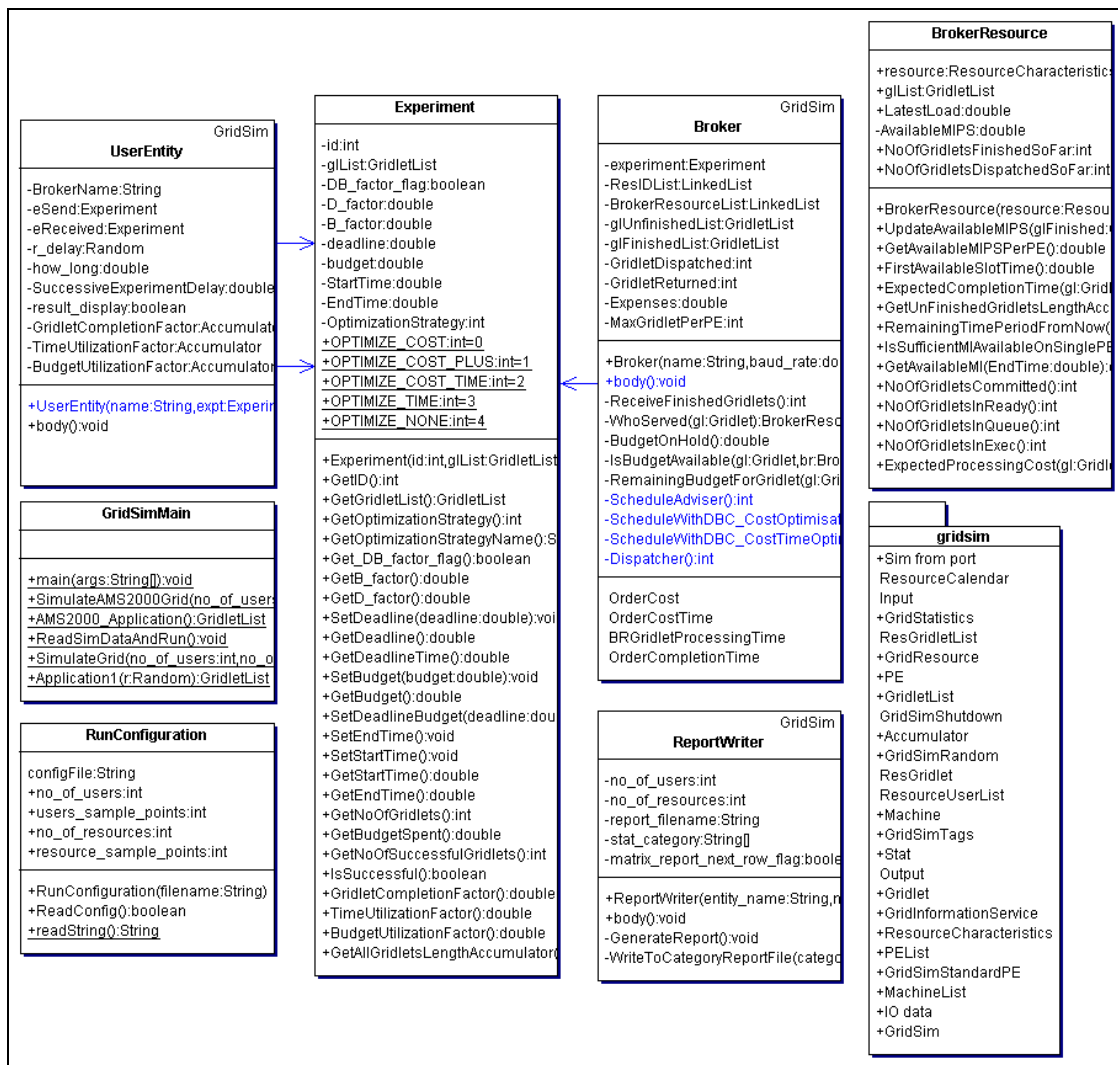 GridSim
UserEntity
-BrokerName:String
-eSend:Experiment
-eReceived:Experiment
-r_delay:Random
-how_long:double
-SuccessiveExperimentDelay:double
-result_display:boolean
-GridletCompletionFactor:Accumulat
-TimeUtilizationFactor:Accumulator
-BudgetUtilizationFactor:Accumulator
+UserEntity(name:String,expt:Experin
+body():void
GridSimMain
+main(args:String[]):void
+SimulateAMS2000Grid(no_of_users
+AMS2000_Application():GridletList
+ReadSimDataAndRun():void
+SimulateGrid(no_of_users:int,no_o
+Application1(r:Random):GridletList
RunConfiguration
configFile:String
+no_of_users:int
+users_sample_points:int
+no_of_resources:int
+resource_sample_points:int
+RunConfiguration(filename:String)
+ReadConfig():boolean
+readString():String
Experiment
-id:int
-glList:GridletList
-DB_factor_flag:boolean
-D_factor:double
-B_factor:double
-deadline:double
-budget:double
-StartTime:double
-EndTime:double
-OptimizationStrategy:int
+OPTIMIZE_COST:int=0
+OPTIMIZE_COST_PLUS:int=1
+OPTIMIZE_COST_TIME:int=2
+OPTIMIZE_TIME:int=3
+OPTIMIZE_NONE:int=4
+Experiment(id:int,glList:GridletList
+GetID():int
+GetGridletList():GridletList
+GetOptimizationStrategy():int
+GetOptimizationStrategyName():S
+Get_DB_factor_flag():boolean
+GetB_factor():double
+GetD_factor():double
+SetDeadline(deadline:double):voi
+GetDeadline():double
+GetDeadlineTime():double
+SetBudget(budget:double):void
+GetBudget():double
+SetDeadlineBudget(deadline:dou
+SetEndTime():void
+SetStartTime():void
+GetStartTime():double
+GetEndTime():double
+GetNoOfGridlets():int
+GetBudgetSpent():double
+GetNoOfSuccessfulGridlets():int
+IsSuccessful():boolean
+GridletCompletionFactor():double
+TimeUtilizationFactor():double
+BudgetUtilizationFactor():double
+GetAllGridletsLengthAccumulator(
GridSim
Broker
-experiment:Experiment
-ResIDList:LinkedList
-BrokerResourceList:LinkedList
-glUnfinishedList:GridletList
-glFinishedList:GridletList
-GridletDispatched:int
-GridletReturned:int
-Expenses:double
-MaxGridletPerPE:int
+Broker(name:String,baud_rate:do
+body():void
-ReceiveFinishedGridlets():int
-WhoServed(gl:Gridlet):BrokerReso
-BudgetOnHold():double
-IsBudgetAvailable(gl:Gridlet,br:Bro
-RemainingBudgetForGridlet(gl:Gri
-ScheduleAdviser():int
-ScheduleWithDBC_CostOptimisat
-ScheduleWithDBC_CostTimeOpti
-Dispatcher():int
OrderCost
OrderCostTime
BRGridletProcessingTime
OrderCompletionTime
GridSim
ReportWriter
-no_of_users:int
-no_of_resources:int
-report_filename:String
-stat_category:String[]
-matrix_report_next_row_flag:boole
+ReportWriter(entity_name:String,n
+body():void
-GenerateReport():void
-WriteToCategoryReportFile(catego
BrokerResource
+resource:ResourceCharacteristics
+glList:GridletList
+LatestLoad:double
-AvailableMIPS:double
+NoOfGridletsFinishedSoFar:int
+NoOfGridletsDispatchedSoFar:int
+BrokerResource(resource:Resour
+UpdateAvailableMIPS(glFinished:
+GetAvailableMIPSPerPE():double
+FirstAvailableSlotTime():double
+ExpectedCompletionTime(gl:Gridl
+GetUnFinishedGridletsLengthAcc
+RemainingTimePeriodFromNow(
+IsSufficientMIAvailableOnSinglePE
+GetAvailableMI(EndTime:double):
+NoOfGridletsCommitted():int
+NoOfGridletsInReady():int
+NoOfGridletsInQueue():int
+NoOfGridletsInExec():int
+ExpectedProcessingCost(gl:Gridle
gridsim
+Sim from port
ResourceCalendar
Input
+GridStatistics
ResGridletList
+GridResource
+PE
+GridletList
GridSimShutdown
+Accumulator
+GridSimRandom
ResGridlet
ResourceUserList
+Machine
+GridSimTags
+Stat
Output
+Gridlet
+GridInformationService
+ResourceCharacteristics
+PEList
+GridSimStandardPE
+MachineList
+IO data
+GridSim